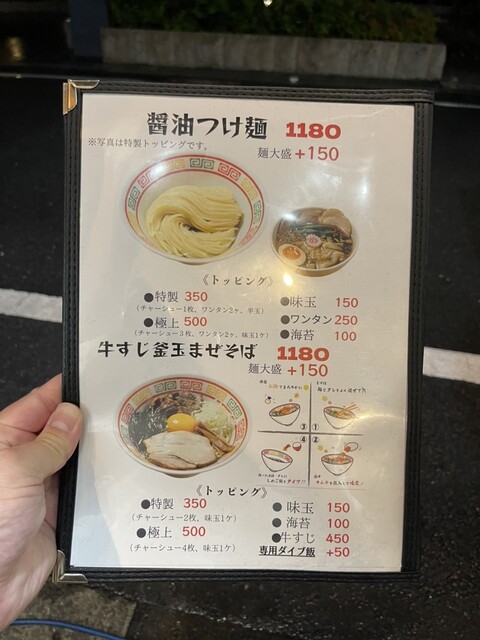 醤油つけ麺 1180
※写真は特製トッピングです。
麺大盛 +150
《トッピング》
●特製 350
（チャーシュー1枚、ワンタン2ヶ、半玉）
●極上 500
（チャーシュー3枚、ワンタン2ヶ、味玉1ケ）
●味玉 150
●ワンタン 250
●海苔 100
牛すじ釜玉まぜそば 1180
麺大盛 +150
③ ①
④ ②
《トッピング》
●特製 350
（チャーシュー2枚、味玉1ケ）
●極上 500
（チャーシュー4枚、味玉1ケ）
● 味玉 150
● 海苔 100
●牛すじ 450
専用ダイブ飯 +50